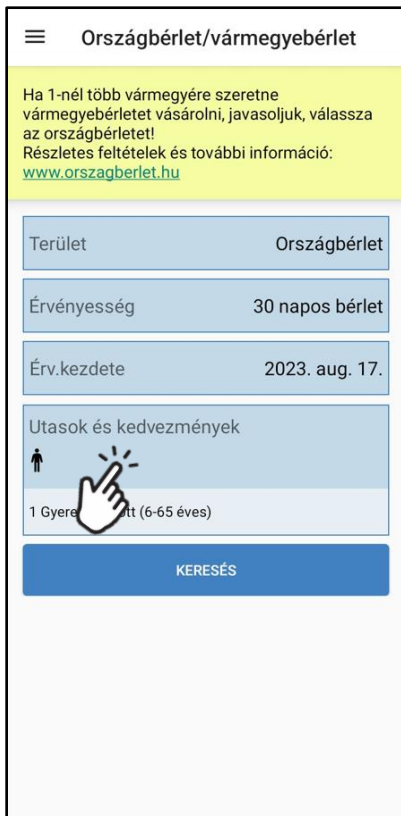 Országbérlet/vármegyebérlet
Ha 1-nél több vármegyére szeretne
vármegyebérletet vásárolni, javasoljuk, válassza
az országbérletet!
Részletes feltételek és további információ:
www.orszagberlet.hu
Terület Országbérlet
Érvényesség 30 napos bérlet
Érv.kezdete 2023. aug. 17.
Utasok és kedvezmények
1 (6-65 éves)
KERESÉS